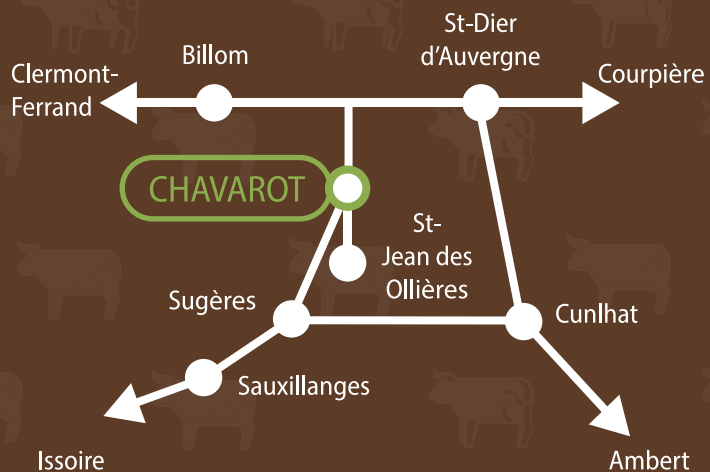 St-Dier
d'Auvergne
Billom
Clermont-
Ferrand
Courpière
CHAVAROT
St-
Jean des
Ollières
Sugères
Cunlhat
Sauxillanges
Issoire
Ambert